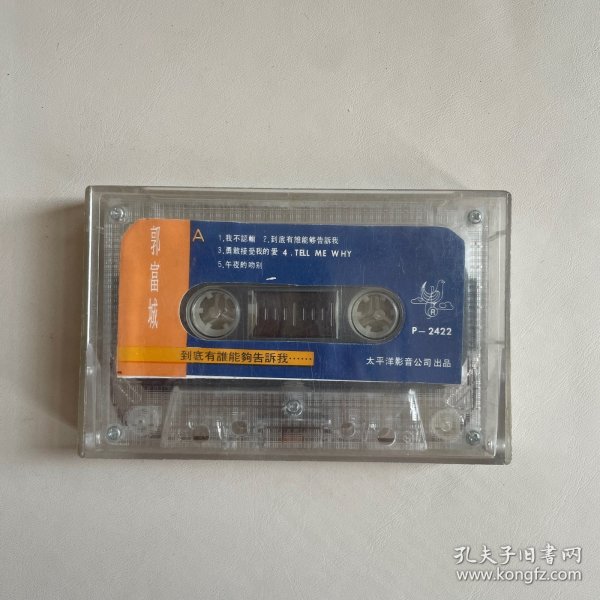 郭富城
A
1.我不認輸 2.到底有誰能够告訴我
3.勇敢接受我的愛 4.TELL ME WHY
5.午夜的吻别
R
P-2422
到底有誰能夠告訴我……
太平洋影音公司出品
孔夫子旧书网
www.kongfz.com